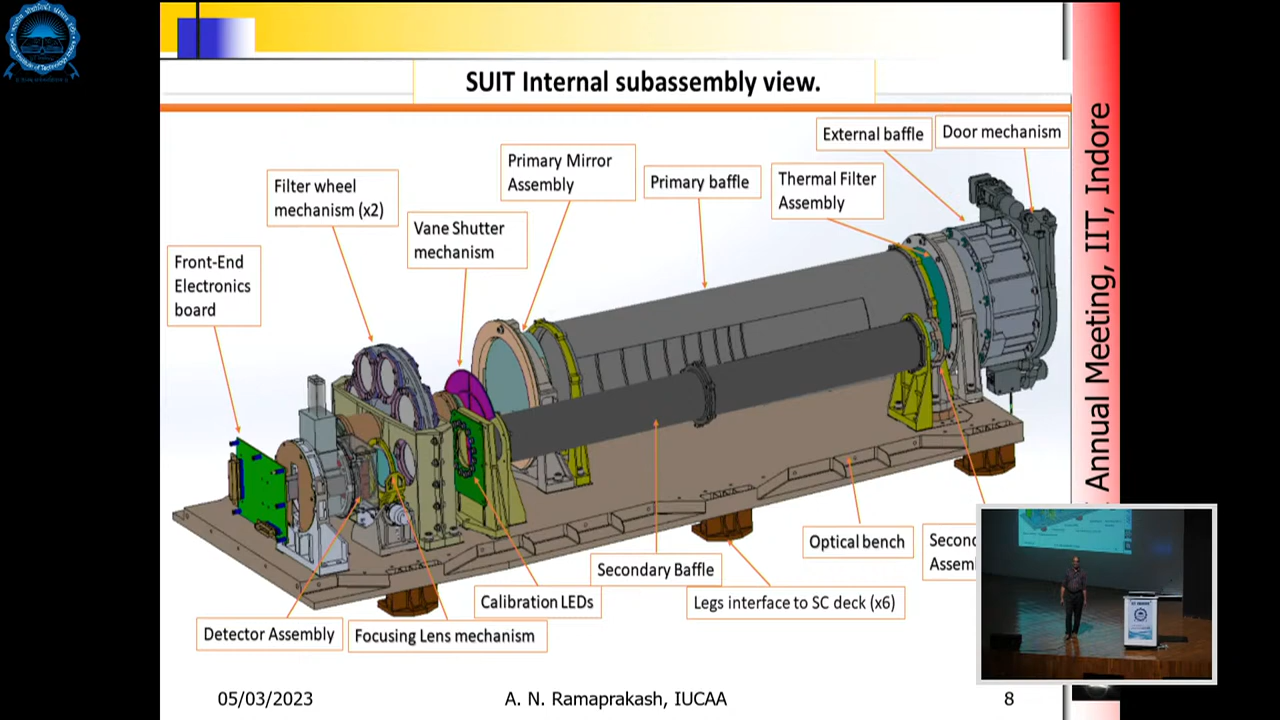 SUIT Internal subassembly view.
External baffle
Door mechanism
Primary Mirror
Assembly
Primary baffle
Thermal Filter
Assembly
Filter wheel
mechanism (x2)
Vane Shutter
mechanism
Front-End
Electronics
board
Optical bench
Secondary Baffle
Calibration LEDs
Legs interface to SC deck (x6)
Detector Assembly
Focusing Lens mechanism
Annual Meeting, IIT, Indore
05/03/2023
A. N. Ramaprakash, IUCAA
8